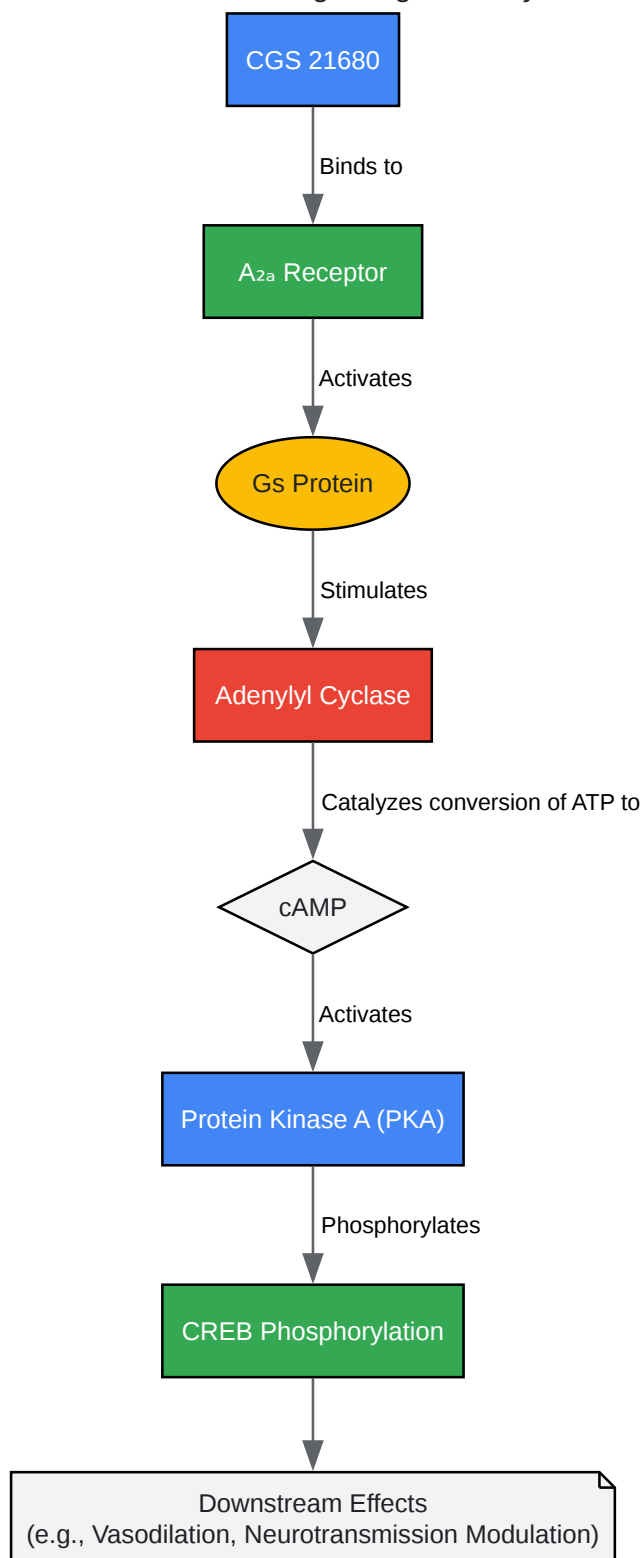 CGS 21680
Binds to
A₂ₐ Receptor
Activates
Gs Protein
Stimulates
Adenylyl Cyclase
Catalyzes conversion of ATP to
cAMP
Activates
Protein Kinase A (PKA)
Phosphorylates
CREB Phosphorylation
Downstream Effects
(e.g., Vasodilation, Neurotransmission Modulation)